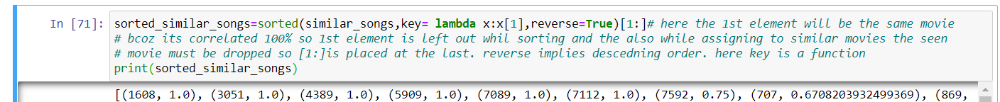 In [71]: sorted_similar_songs=sorted(similar_songs,key= lambda x:x[1],reverse=True)[1:]# here the 1st element will be the same movie
# bcoz its correlated 100% so 1st element is left out whil sorting and the also while assigning to similar movies the seen
# movie must be dropped so [1:]is placed at the last. reverse implies descedning order. here key is a function
print(sorted_similar_songs)
[(1608, 1.0), (3051, 1.0), (4389, 1.0), (5909, 1.0), (7089, 1.0), (7112, 1.0), (7592, 0.75), (707, 0.6708203932499369), (869,